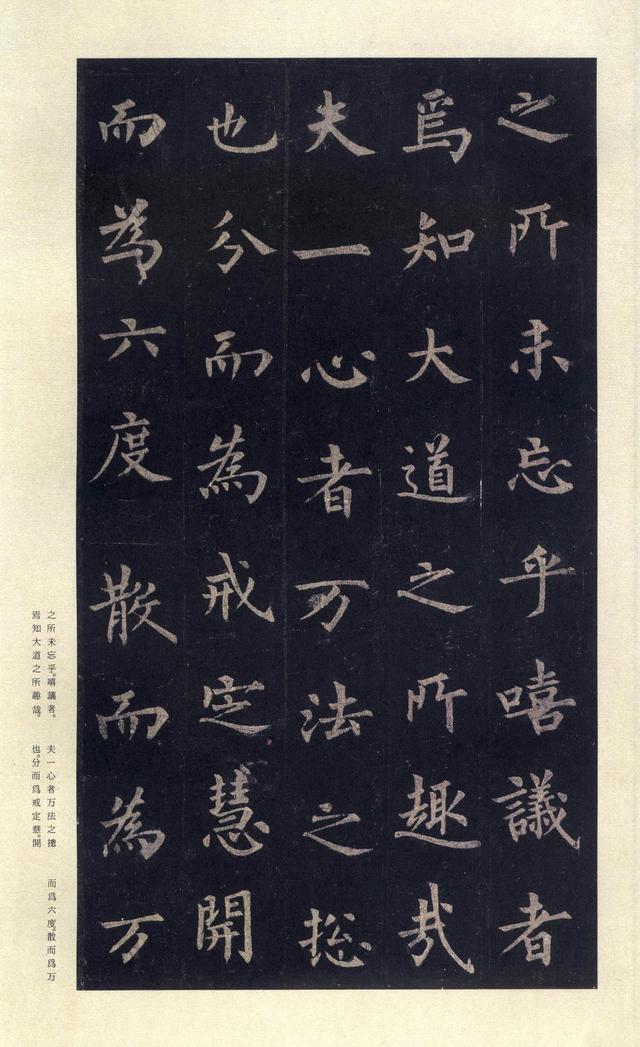 之所未忘乎嘻議者
焉知大道之所趣哉
夫一心者万法之捴
也分而為戒定慧開
而為六度散而為万
之所未忘乎。嘻議者。
焉知大道之所趣哉。
夫一心者万法之摠
也。分而爲戒定慧。開
而爲六度。散而爲万